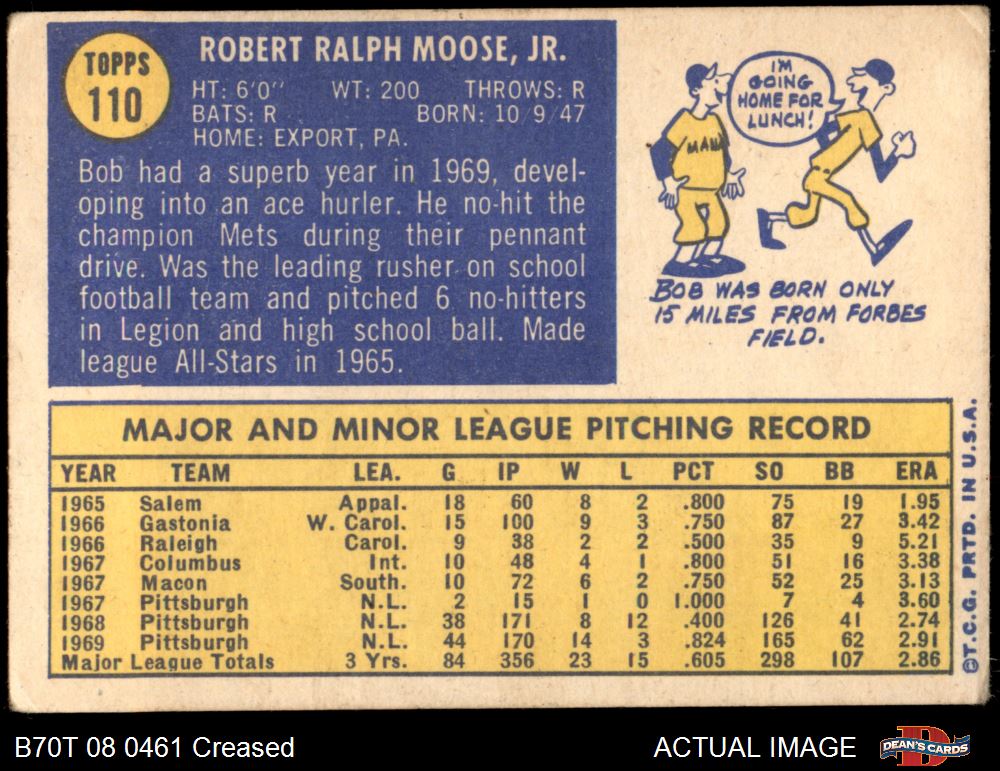 TOPPS
110
ROBERT RALPH MOOSE, JR.
HT: 6'0" WT: 200 THROWS: R
BATS: R BORN: 10/9/47
HOME: EXPORT, PA.
Bob had a superb year in 1969, devel-
oping into an ace hurler. He no-hit the
champion Mets during their pennant
drive. Was the leading rusher on school
football team and pitched 6 no-hitters
in Legion and high school ball. Made
league All-Stars in 1965.
I'M
GOING
HOME FOR
LUNCH!
BOB WAS BORN ONLY
15 MILES FROM FORBES
FIELD.
MAJOR AND MINOR LEAGUE PITCHING RECORD
YEAR TEAM LEA. G IP W L PCT SO BB ERA
1965 Salem Appal. 18 60 8 2 .800 75 19 1.95
1966 Gastonia W. Carol. 15 100 9 3 .750 87 27 3.42
1966 Raleigh Carol. 9 38 2 2 .500 35 9 5.21
1967 Columbus Int. 10 48 4 1 .800 51 16 3.38
1967 Macon South. 10 72 6 2 .750 52 25 3.13
1967 Pittsburgh N.L. 2 15 1 0 1.000 7 4 3.60
1968 Pittsburgh N.L. 38 171 8 12 .400 126 41 2.74
1969 Pittsburgh N.L. 44 170 14 3 .824 165 62 2.91
Major League Totals 3 Yrs. 84 356 23 15 .605 298 107 2.86
©T.C.G. PRTD. IN U.S.A.
B70T 08 0461 Creased
ACTUAL IMAGE
DEAN'S CARDS